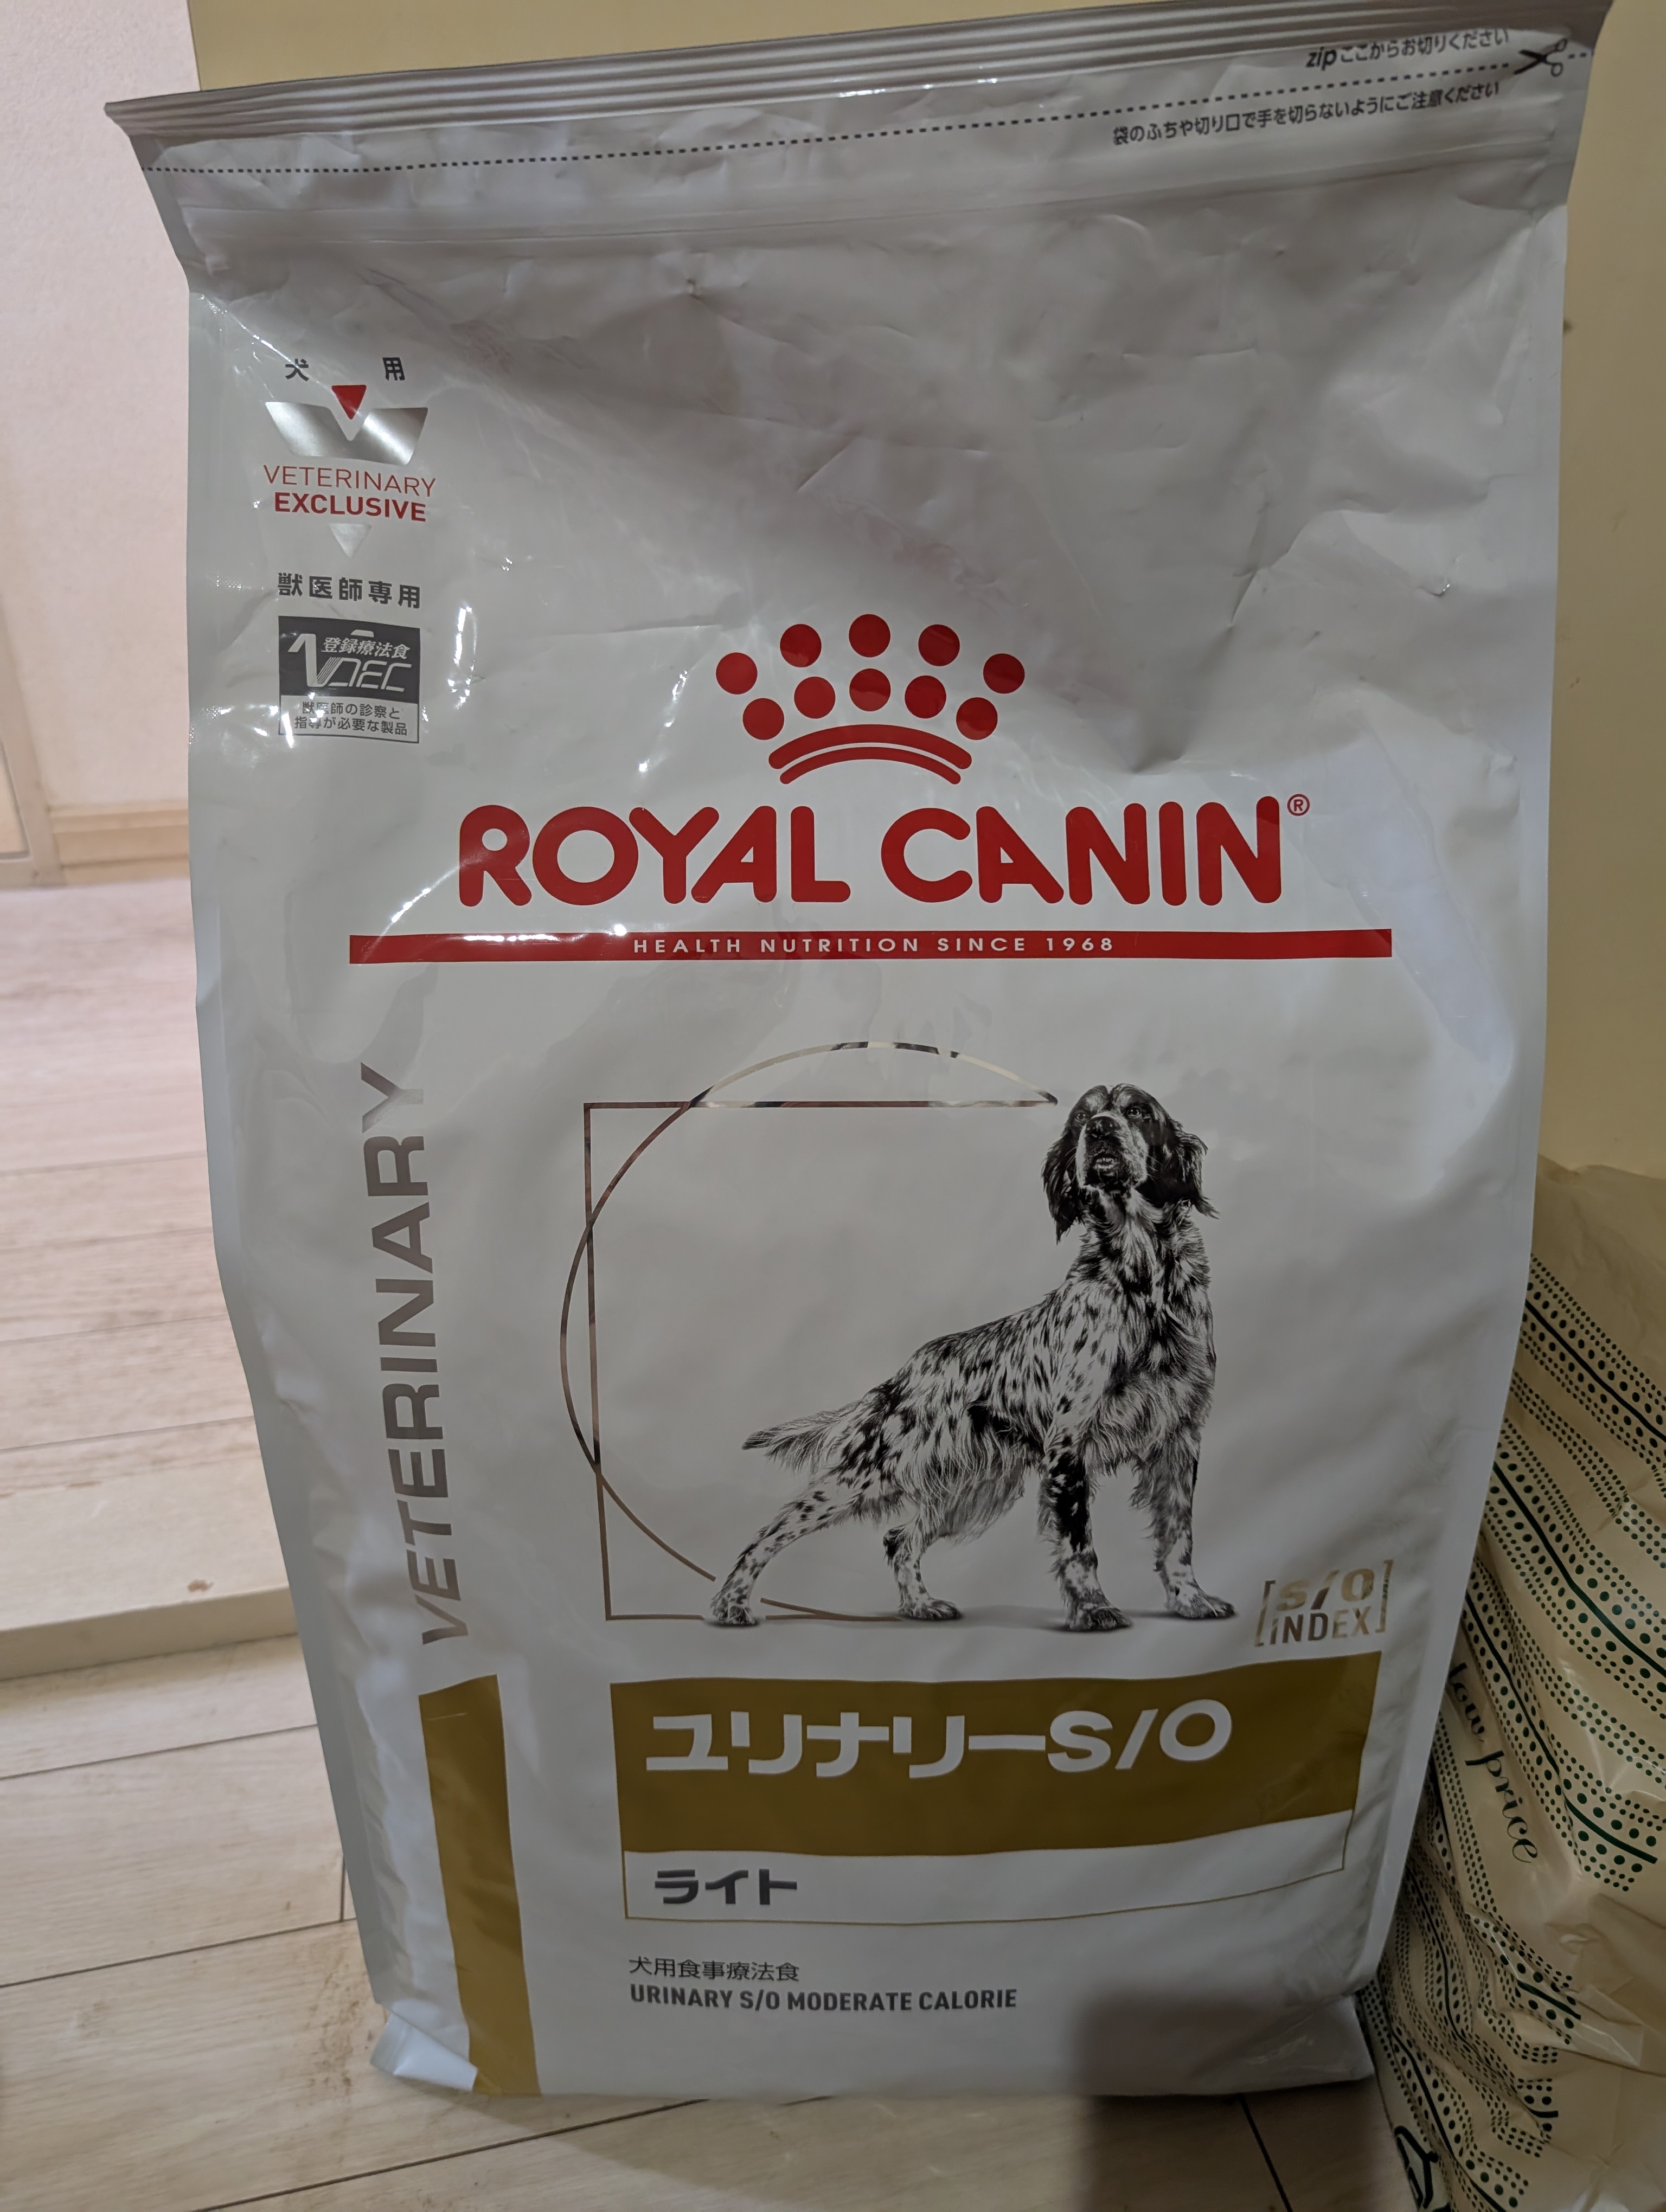 zip ここからお切りください
袋のふちや切り口で手を切らないようにご注意ください
犬 用
VETERINARY
EXCLUSIVE
獣医師専用
登録療法食
VDEC
獣医師の診察と
指導が必要な製品
ROYAL CANIN®
HEALTH NUTRITION SINCE 1968
VETERINARY
S/O
INDEX
ユリナリーS/O
ライト
犬用食事療法食
URINARY S/O MODERATE CALORIE
low price